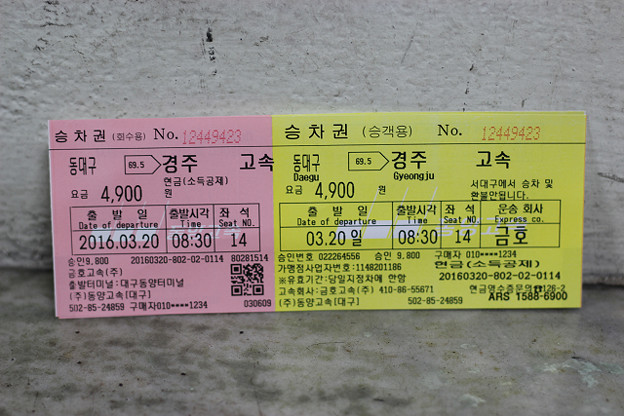 승 차 권 (회수용) No. 12449423
동대구 69.5 경주 고속
현금(소득공제)
요금 4,900 원
출 발 일 출발시각 좌 석
Date of departure Time Seat NO.
2016.03.20 08:30 14
승인 9,800 20160320-802-02-0114 80281514
금호고속(주)
출발터미널: 대구동양터미널
(주)동양고속[대구]
502-85-24859 구매자010-****-1234 030609
승 차 권 (승객용) No. 12449423
동대구 69.5 경주 고속
Daegu Gyeongju
서대구에서 승차 및
환불안됩니다.
요금 4,900 원
출 발 일 출발시각 좌 석 운송 회사
Date of departure Time Seat NO. Express co.
03.20 일 08:30 14 금호
승인번호 022264556 승인 9,800 구매자 010-****-1234
가맹점사업자번호:1148201186 현금(소득공제)
※유효기간: 당일지정차에 한함 20160320-802-02-0114
고속회사: 금호고속(주) 410-86-55671 현금영수증문의☎126-2
(주)동양고속[대구] 502-85-24859 ARS 1588-6900